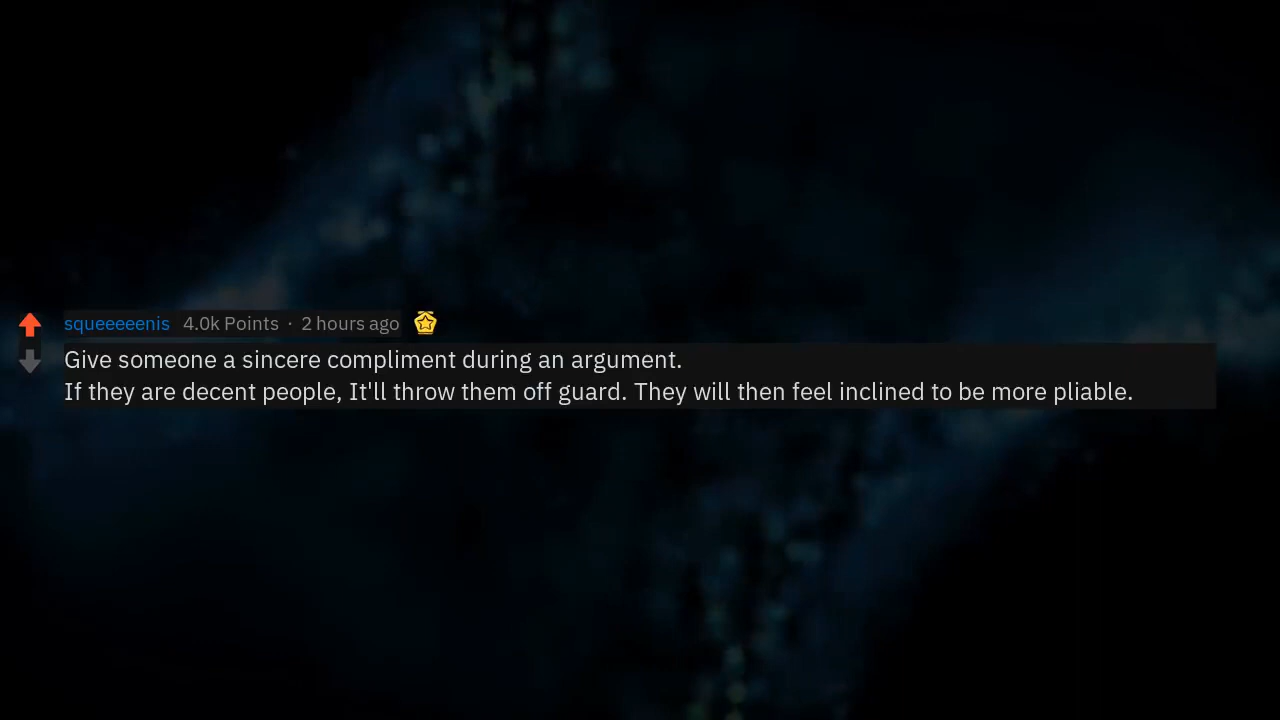 squeeeeenis 4.0k Points · 2 hours ago
Give someone a sincere compliment during an argument.
If they are decent people, It'll throw them off guard. They will then feel inclined to be more pliable.